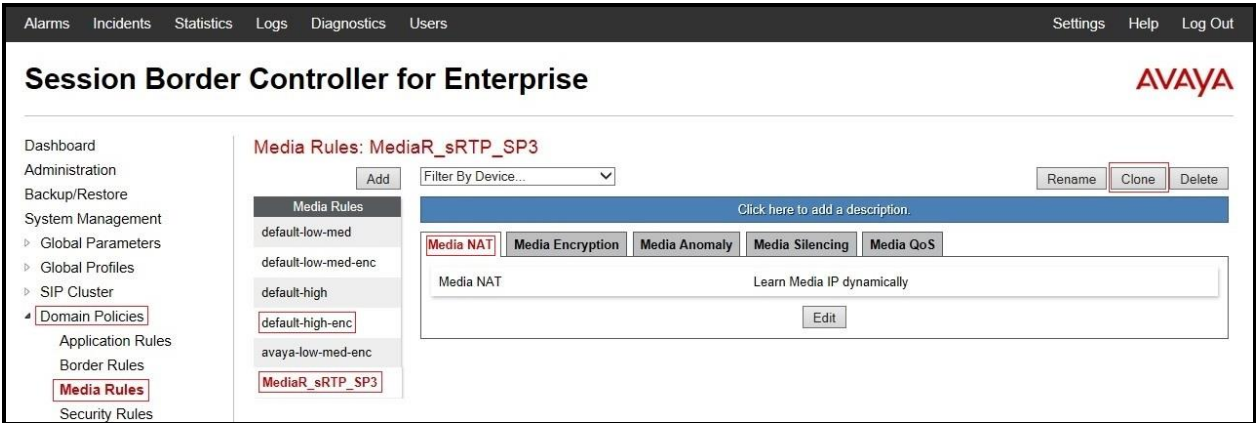 Alarms Incidents Statistics Logs Diagnostics Users Settings Help Log Out
Session Border Controller for Enterprise
AVAYA
Dashboard
Administration
Backup/Restore
System Management
Global Parameters
Global Profiles
SIP Cluster
Domain Policies
Application Rules
Border Rules
Media Rules
Security Rules
Media Rules: MediaR_sRTP_SP3
Add
Filter By Device...
Rename Clone Delete
Media Rules
default-low-med
default-low-med-enc
default-high
default-high-enc
avaya-low-med-enc
MediaR_sRTP_SP3
Click here to add a description.
Media NAT Media Encryption Media Anomaly Media Silencing Media QoS
Media NAT Learn Media IP dynamically
Edit